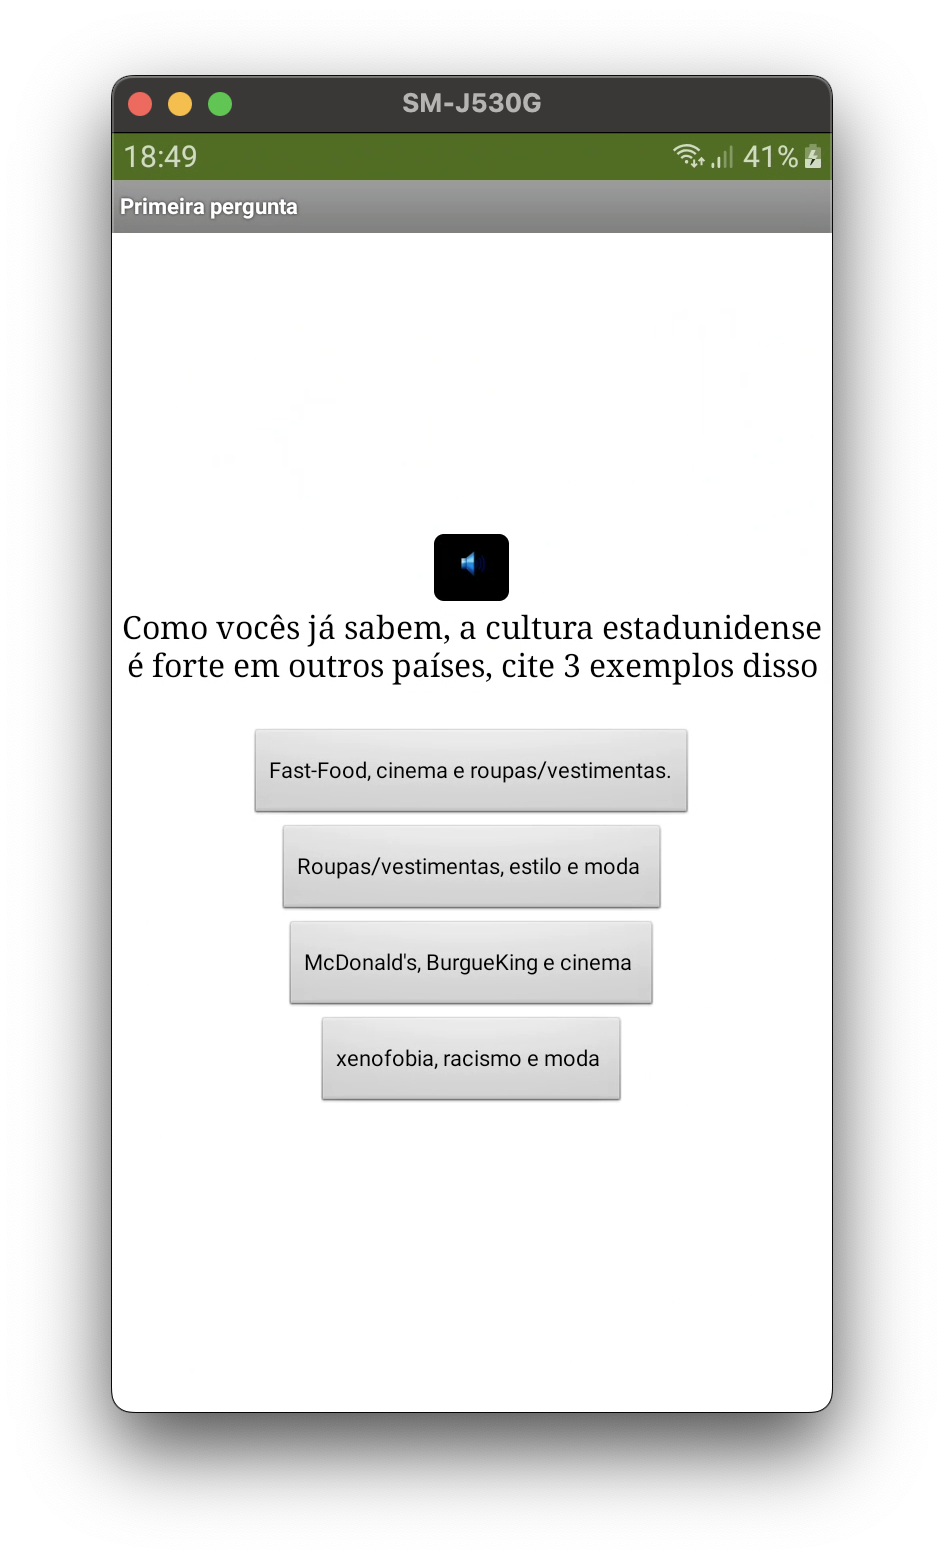 SM-J530G
18:49 41%
Primeira pergunta
Como vocês já sabem, a cultura estadunidense
é forte em outros países, cite 3 exemplos disso
Fast-Food, cinema e roupas/vestimentas.
Roupas/vestimentas, estilo e moda
McDonald's, BurgueKing e cinema
xenofobia, racismo e moda